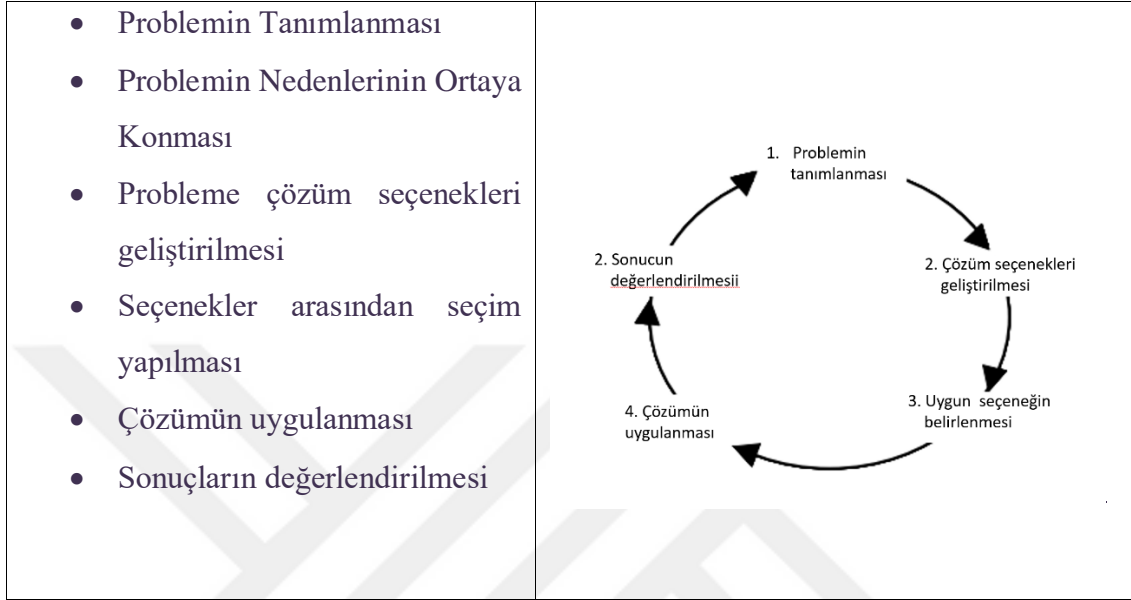 • Problemin Tanımlanması
• Problemin Nedenlerinin Ortaya
Konması
• Probleme çözüm seçenekleri
geliştirilmesi
• Seçenekler arasından seçim
yapılması
• Çözümün uygulanması
• Sonuçların değerlendirilmesi
1. Problemin
tanımlanması
2. Çözüm seçenekleri
geliştirilmesi
3. Uygun seçeneğin
belirlenmesi
4. Çözümün
uygulanması
2. Sonucun
değerlendirilmesii